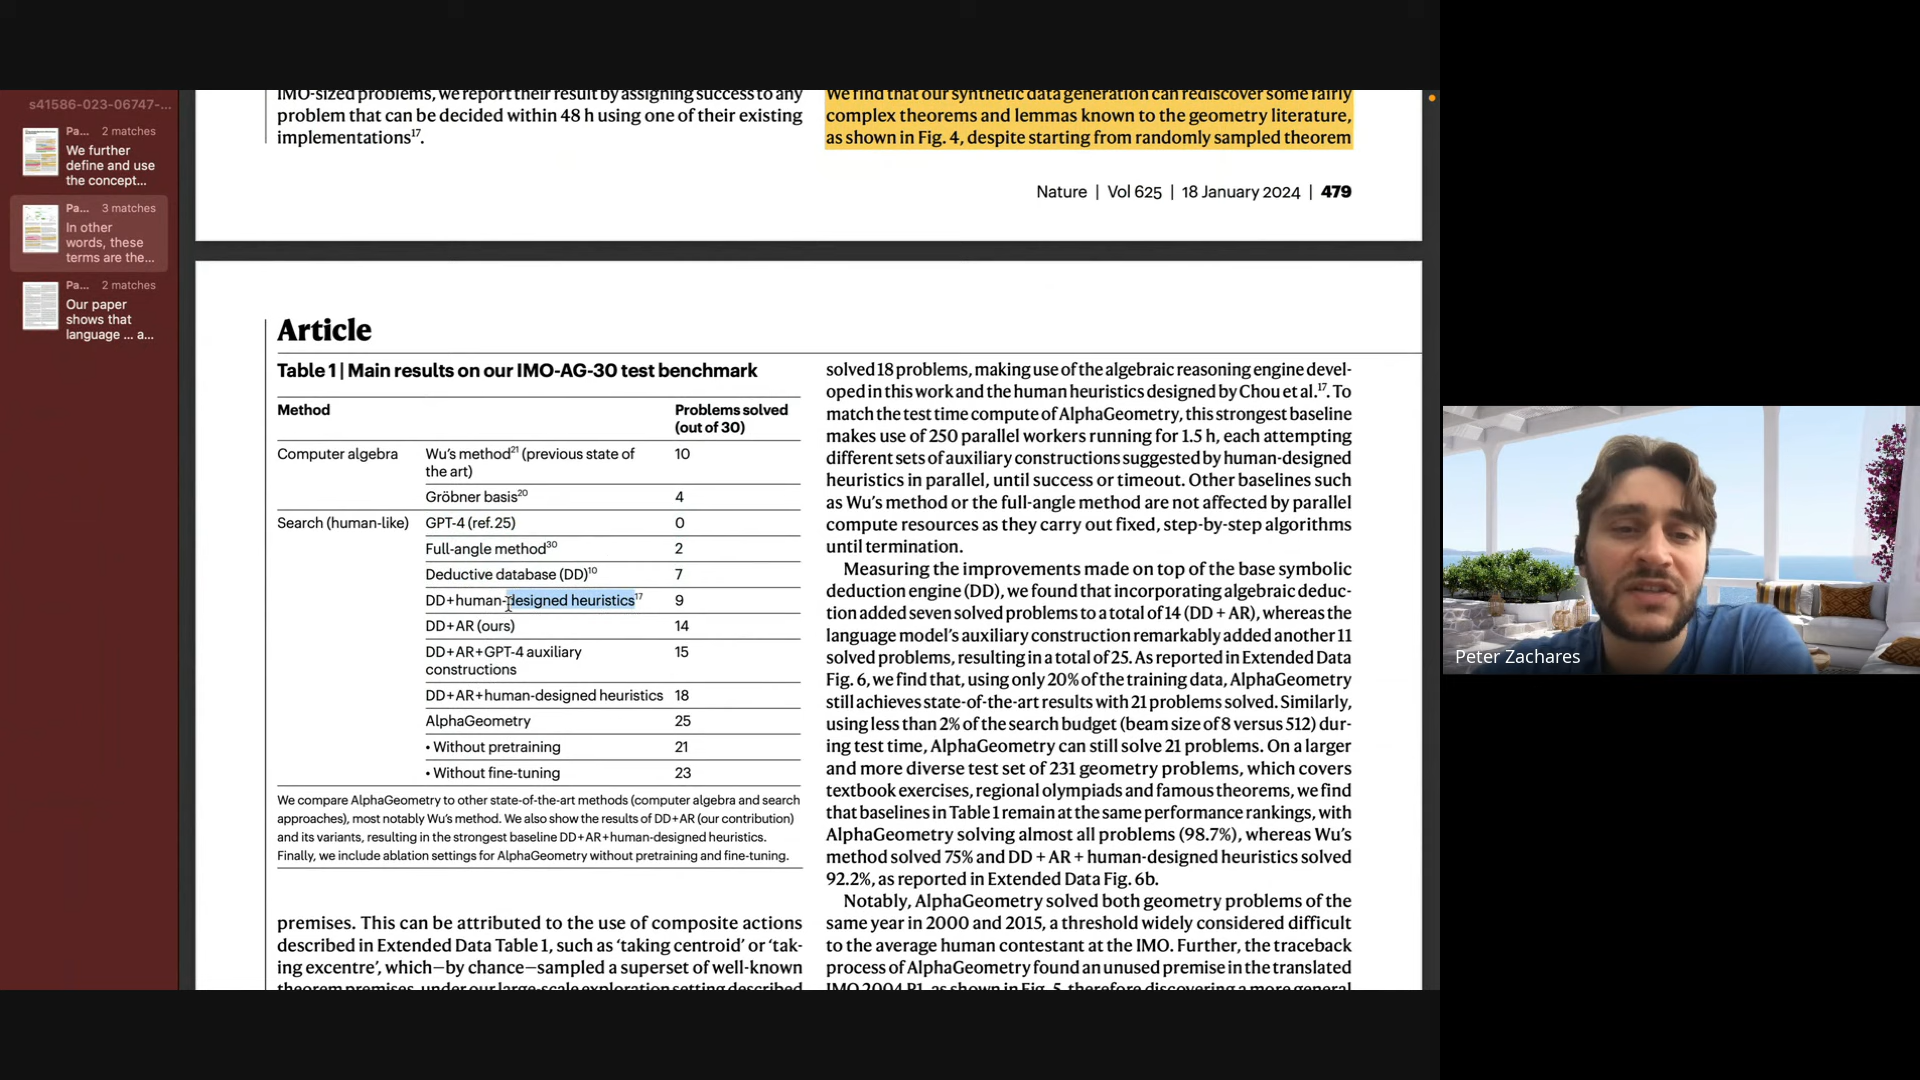 s41586-023-06747-...
Pa... 2 matches
We further
define and use
the concept...
Pa... 3 matches
In other
words, these
terms are the...
Pa... 2 matches
Our paper
shows that
language ... a...
IMO-sized problems, we report their result by assigning success to any
problem that can be decided within 48 h using one of their existing
implementations17.
We find that our synthetic data generation can rediscover some fairly
complex theorems and lemmas known to the geometry literature,
as shown in Fig. 4, despite starting from randomly sampled theorem
Nature | Vol 625 | 18 January 2024 | 479
Article
Table 1 | Main results on our IMO-AG-30 test benchmark
Method Problems solved
(out of 30)
Computer algebra Wu's method21 (previous state of 10
the art)
Gröbner basis20 4
Search (human-like) GPT-4 (ref. 25) 0
Full-angle method30 2
Deductive database (DD)10 7
DD+human-designed heuristics17 9
DD+AR (ours) 14
DD+AR+GPT-4 auxiliary 15
constructions
DD+AR+human-designed heuristics 18
AlphaGeometry 25
• Without pretraining 21
• Without fine-tuning 23
We compare AlphaGeometry to other state-of-the-art methods (computer algebra and search
approaches), most notably Wu's method. We also show the results of DD+AR (our contribution)
and its variants, resulting in the strongest baseline DD+AR+human-designed heuristics.
Finally, we include ablation settings for AlphaGeometry without pretraining and fine-tuning.
premises. This can be attributed to the use of composite actions
described in Extended Data Table 1, such as 'taking centroid' or 'tak-
ing excentre', which—by chance—sampled a superset of well-known
theorem premises, under our large-scale exploration setting described
solved 18 problems, making use of the algebraic reasoning engine devel-
oped in this work and the human heuristics designed by Chou et al.17. To
match the test time compute of AlphaGeometry, this strongest baseline
makes use of 250 parallel workers running for 1.5 h, each attempting
different sets of auxiliary constructions suggested by human-designed
heuristics in parallel, until success or timeout. Other baselines such
as Wu's method or the full-angle method are not affected by parallel
compute resources as they carry out fixed, step-by-step algorithms
until termination.
Measuring the improvements made on top of the base symbolic
deduction engine (DD), we found that incorporating algebraic deduc-
tion added seven solved problems to a total of 14 (DD + AR), whereas the
language model's auxiliary construction remarkably added another 11
solved problems, resulting in a total of 25. As reported in Extended Data
Fig. 6, we find that, using only 20% of the training data, AlphaGeometry
still achieves state-of-the-art results with 21 problems solved. Similarly,
using less than 2% of the search budget (beam size of 8 versus 512) dur-
ing test time, AlphaGeometry can still solve 21 problems. On a larger
and more diverse test set of 231 geometry problems, which covers
textbook exercises, regional olympiads and famous theorems, we find
that baselines in Table 1 remain at the same performance rankings, with
AlphaGeometry solving almost all problems (98.7%), whereas Wu's
method solved 75% and DD + AR + human-designed heuristics solved
92.2%, as reported in Extended Data Fig. 6b.
Notably, AlphaGeometry solved both geometry problems of the
same year in 2000 and 2015, a threshold widely considered difficult
to the average human contestant at the IMO. Further, the traceback
process of AlphaGeometry found an unused premise in the translated
IMO 2004 P1, as shown in Fig. 5, therefore discovering a more general
Peter Zachares